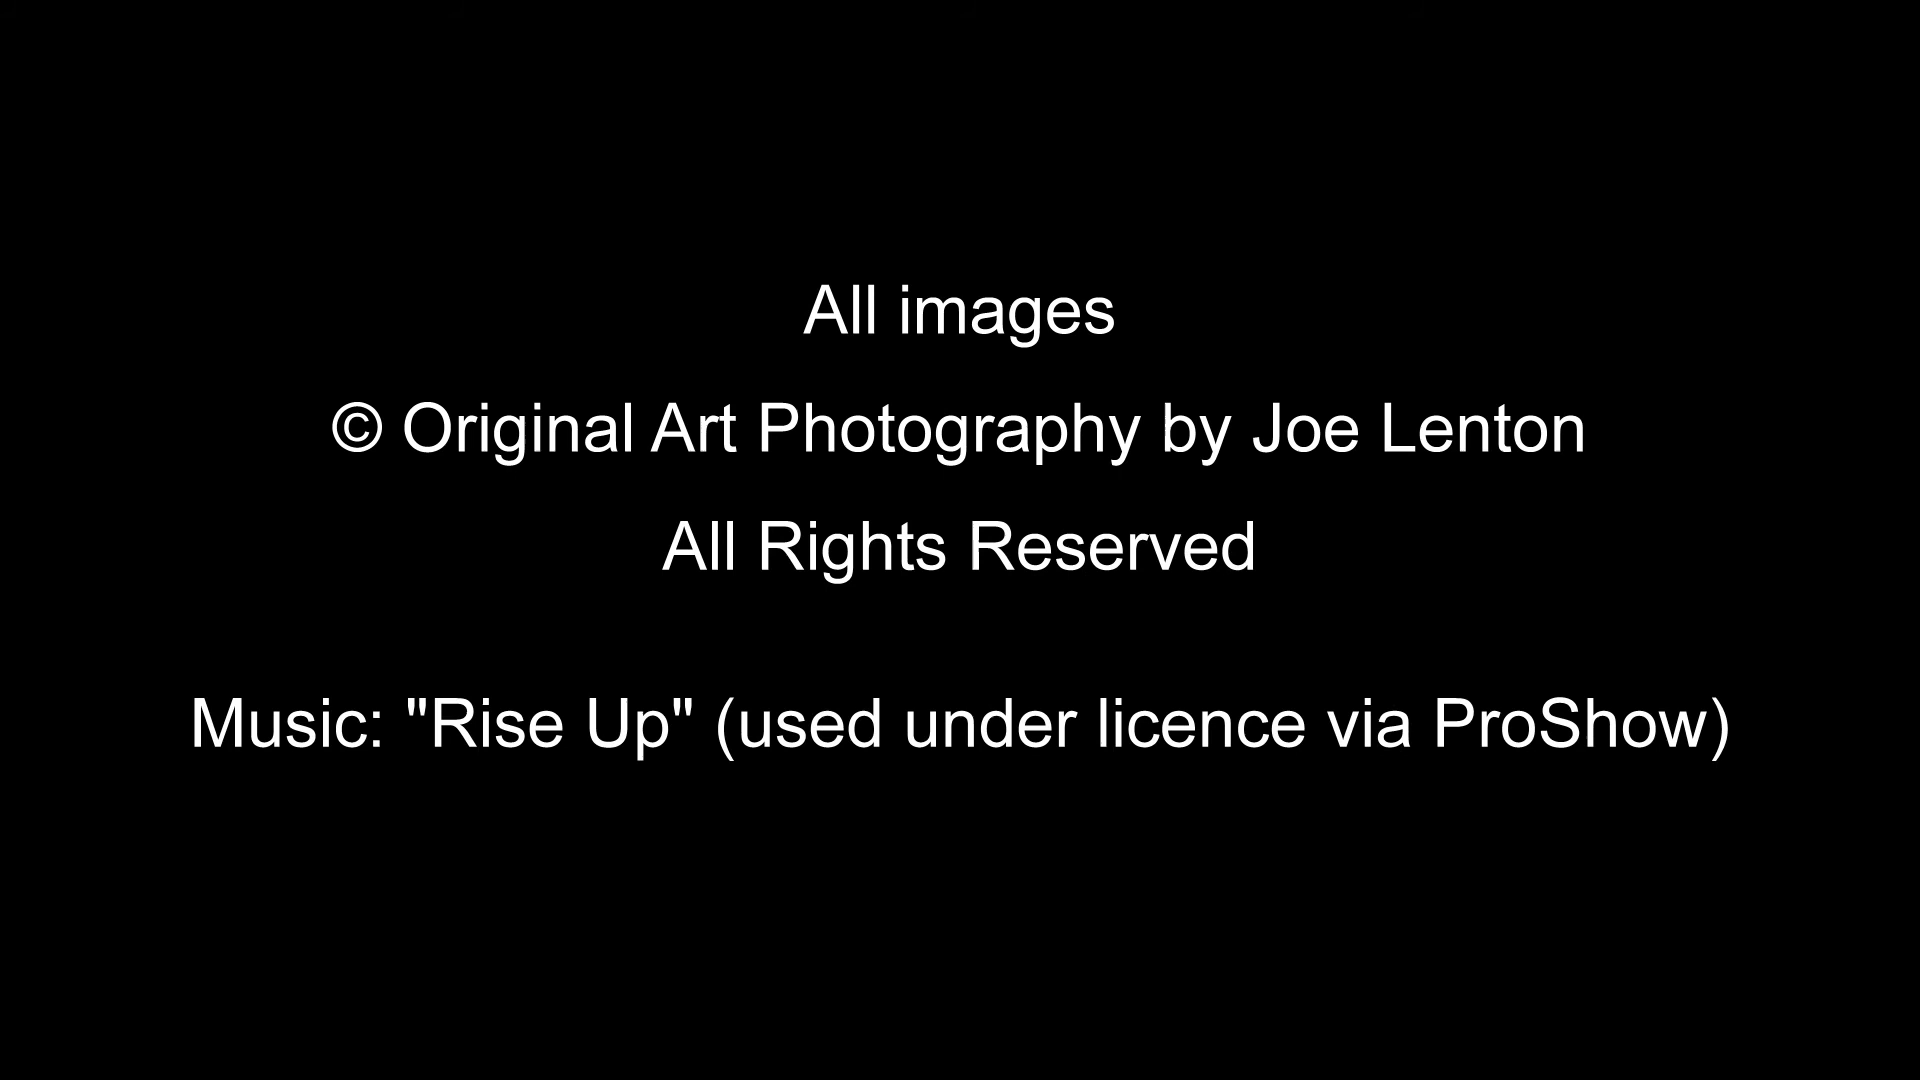 All images
© Original Art Photography by Joe Lenton
All Rights Reserved
Music: "Rise Up" (used under licence via ProShow)